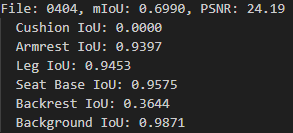 File: 0404, mIoU: 0.6990, PSNR: 24.19
Cushion IoU: 0.0000
Armrest IoU: 0.9397
Leg IoU: 0.9453
Seat Base IoU: 0.9575
Backrest IoU: 0.3644
Background IoU: 0.9871